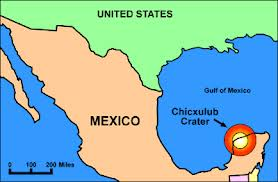 UNITED STATES
Gulf of Mexico
Chicxulub
Crater
MEXICO
0 100 200 Miles